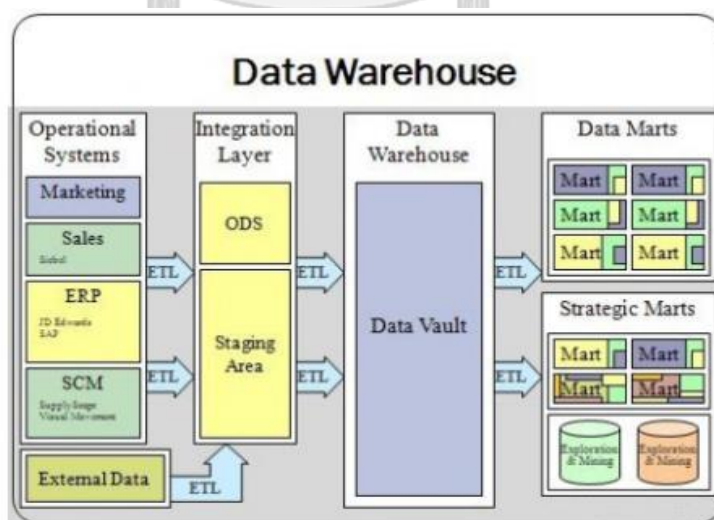 Data Warehouse
Operational
Systems
Marketing
Sales
Siebel
ERP
JD Edwards
SAP
SCM
Visual Movement
External Data
ETL
ETL
ETL
Integration
Layer
ODS
Staging
Area
ETL
ETL
Data
Warehouse
Data Vault
ETL
ETL
Data Marts
Mart
Mart
Mart
Mart
Mart
Mart
Strategic Marts
Mart
Mart
Mart
Mart
Exploration
& Mining
Exploration
& Mining